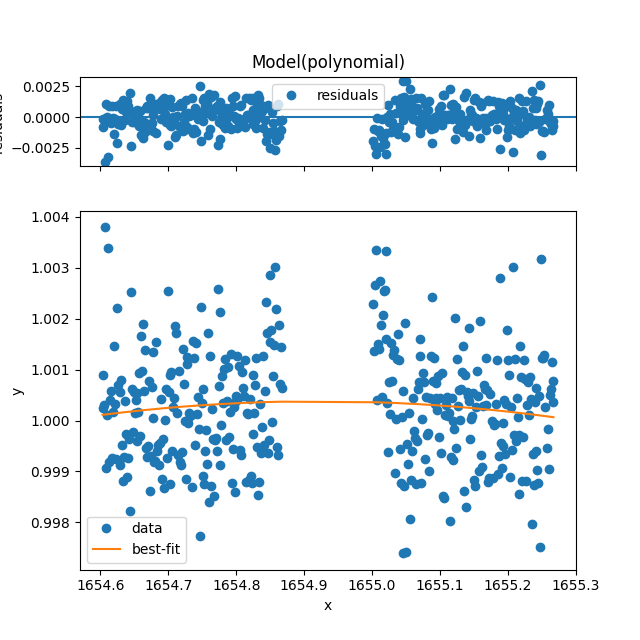 Model(polynomial)
residuals
0.0025
0.0000
−0.0025
residuals
1.004
1.003
1.002
1.001
1.000
0.999
0.998
y
data
best-fit
1654.6 1654.7 1654.8 1654.9 1655.0 1655.1 1655.2 1655.3
x